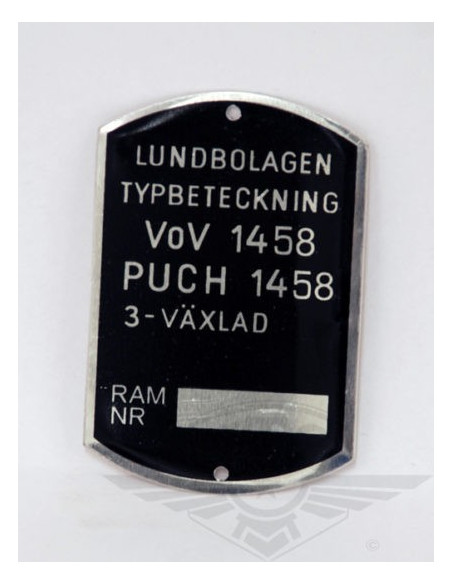 LUNDBOLAGEN
TYPBETECKNING
VoV 1458
PUCH 1458
3-VÄXLAD
RAM
NR
©